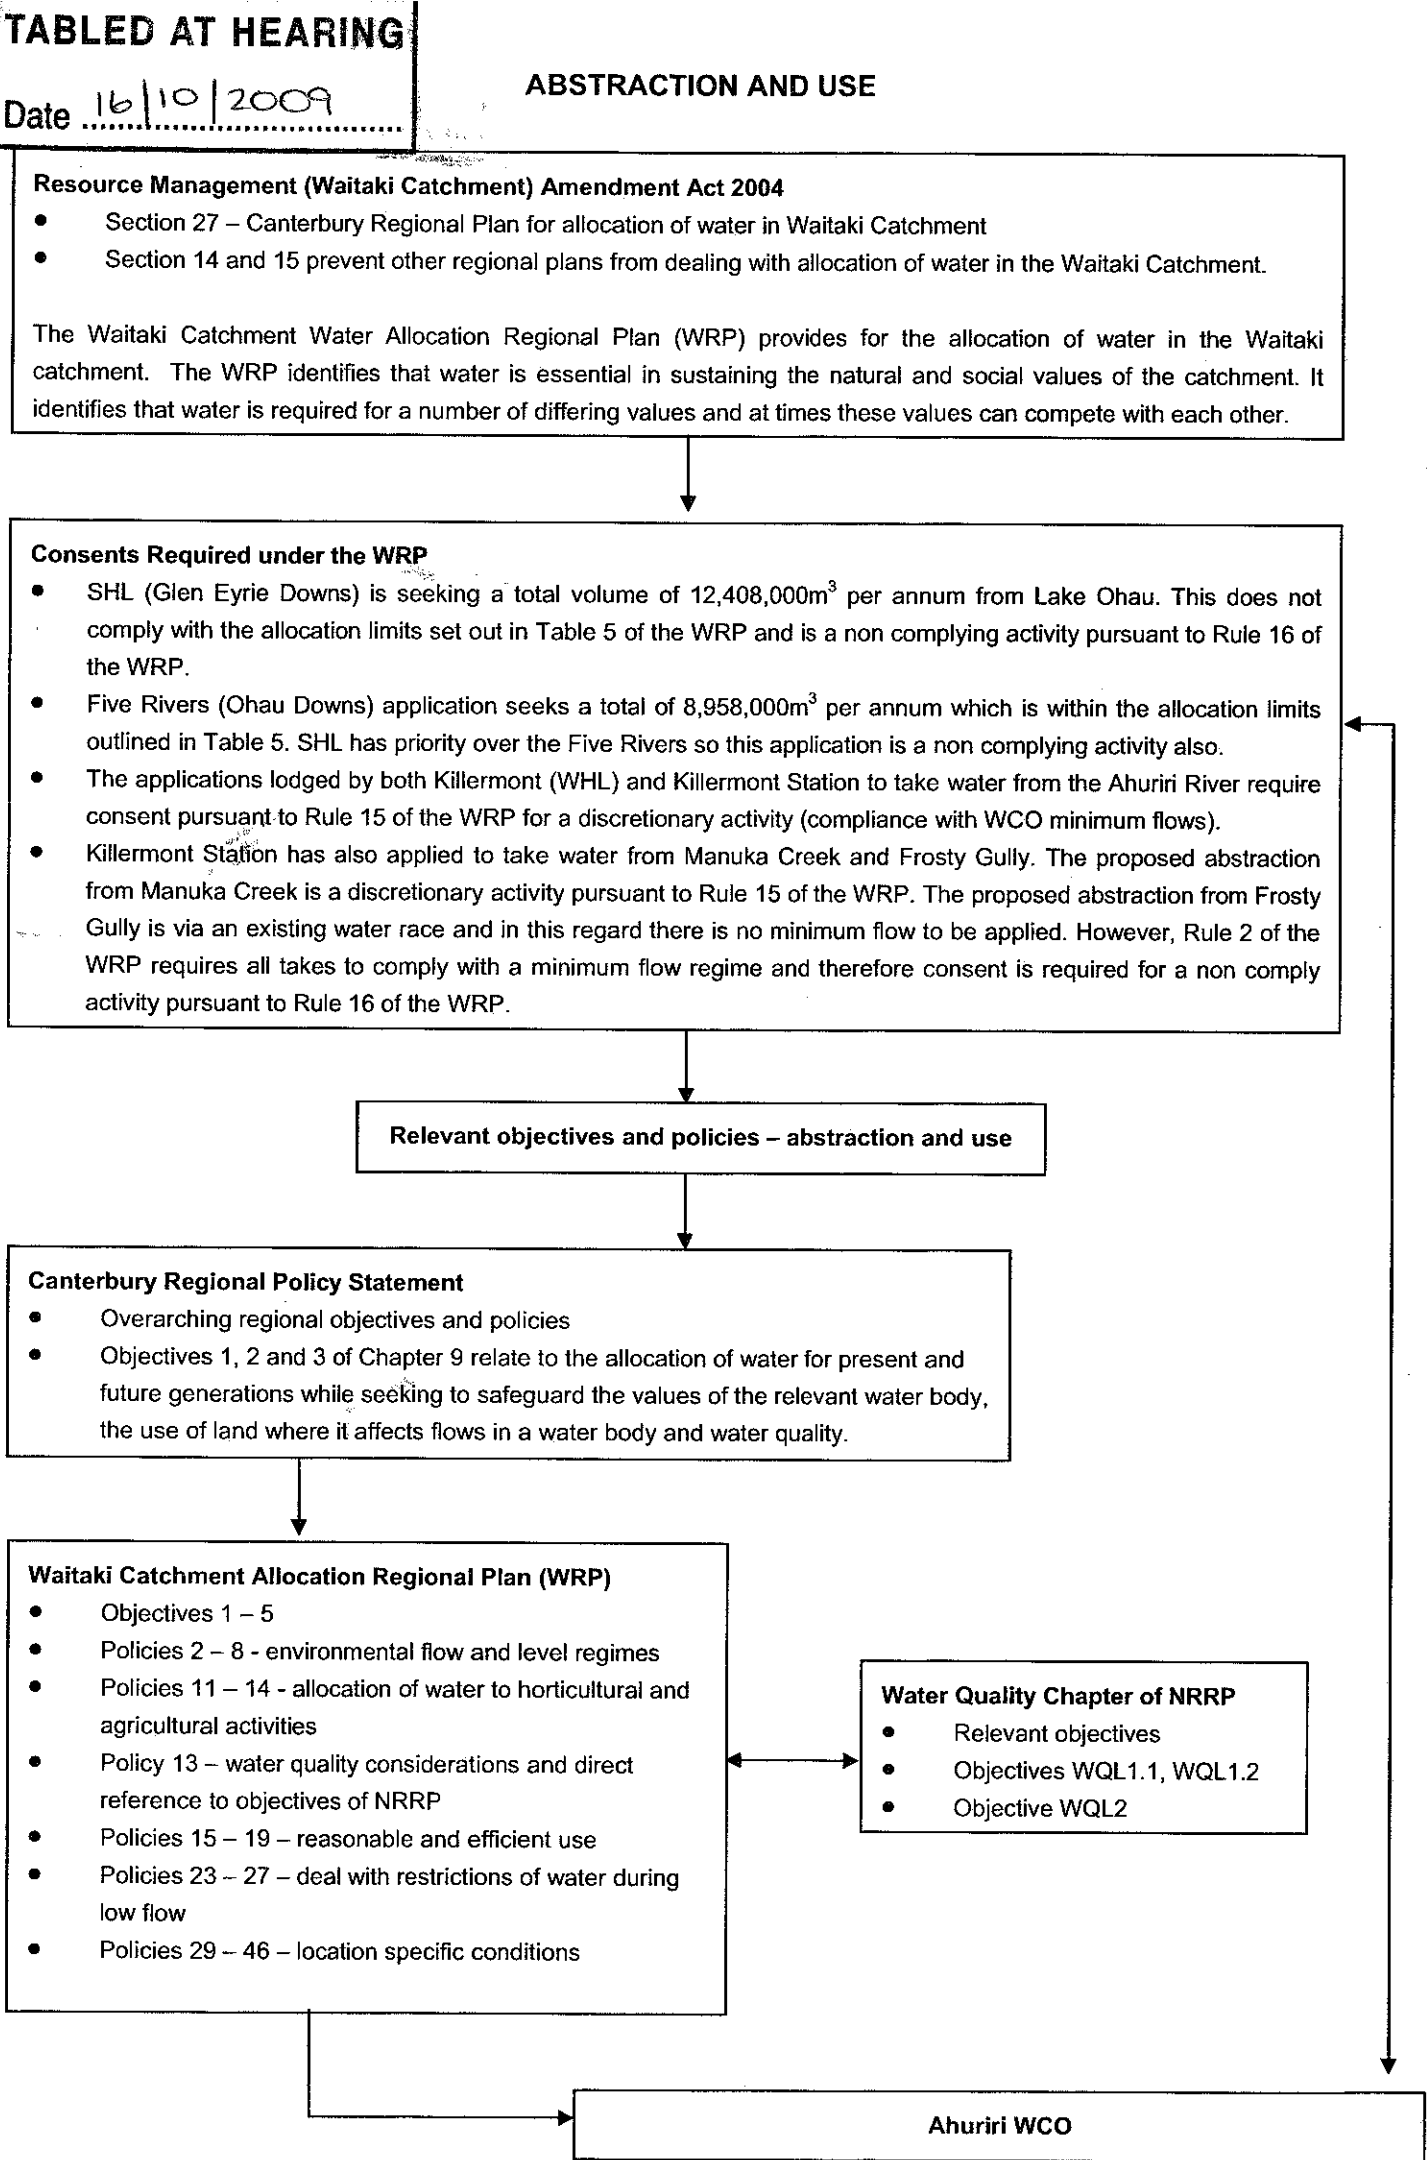 TABLED AT HEARING
Date 16/10/2009
ABSTRACTION AND USE
Resource Management (Waitaki Catchment) Amendment Act 2004
• Section 27 – Canterbury Regional Plan for allocation of water in Waitaki Catchment
• Section 14 and 15 prevent other regional plans from dealing with allocation of water in the Waitaki Catchment.
The Waitaki Catchment Water Allocation Regional Plan (WRP) provides for the allocation of water in the Waitaki
catchment. The WRP identifies that water is essential in sustaining the natural and social values of the catchment. It
identifies that water is required for a number of differing values and at times these values can compete with each other.
Consents Required under the WRP
• SHL (Glen Eyrie Downs) is seeking a total volume of 12,408,000m³ per annum from Lake Ohau. This does not
comply with the allocation limits set out in Table 5 of the WRP and is a non complying activity pursuant to Rule 16 of
the WRP.
• Five Rivers (Ohau Downs) application seeks a total of 8,958,000m³ per annum which is within the allocation limits
outlined in Table 5. SHL has priority over the Five Rivers so this application is a non complying activity also.
• The applications lodged by both Killermont (WHL) and Killermont Station to take water from the Ahuriri River require
consent pursuant to Rule 15 of the WRP for a discretionary activity (compliance with WCO minimum flows).
• Killermont Station has also applied to take water from Manuka Creek and Frosty Gully. The proposed abstraction
from Manuka Creek is a discretionary activity pursuant to Rule 15 of the WRP. The proposed abstraction from Frosty
Gully is via an existing water race and in this regard there is no minimum flow to be applied. However, Rule 2 of the
WRP requires all takes to comply with a minimum flow regime and therefore consent is required for a non comply
activity pursuant to Rule 16 of the WRP.
Relevant objectives and policies – abstraction and use
Canterbury Regional Policy Statement
• Overarching regional objectives and policies
• Objectives 1, 2 and 3 of Chapter 9 relate to the allocation of water for present and
future generations while seeking to safeguard the values of the relevant water body,
the use of land where it affects flows in a water body and water quality.
Waitaki Catchment Allocation Regional Plan (WRP)
• Objectives 1 – 5
• Policies 2 – 8 - environmental flow and level regimes
• Policies 11 – 14 - allocation of water to horticultural and
agricultural activities
• Policy 13 – water quality considerations and direct
reference to objectives of NRRP
• Policies 15 – 19 – reasonable and efficient use
• Policies 23 – 27 – deal with restrictions of water during
low flow
• Policies 29 – 46 – location specific conditions
Water Quality Chapter of NRRP
• Relevant objectives
• Objectives WQL1.1, WQL1.2
• Objective WQL2
Ahuriri WCO